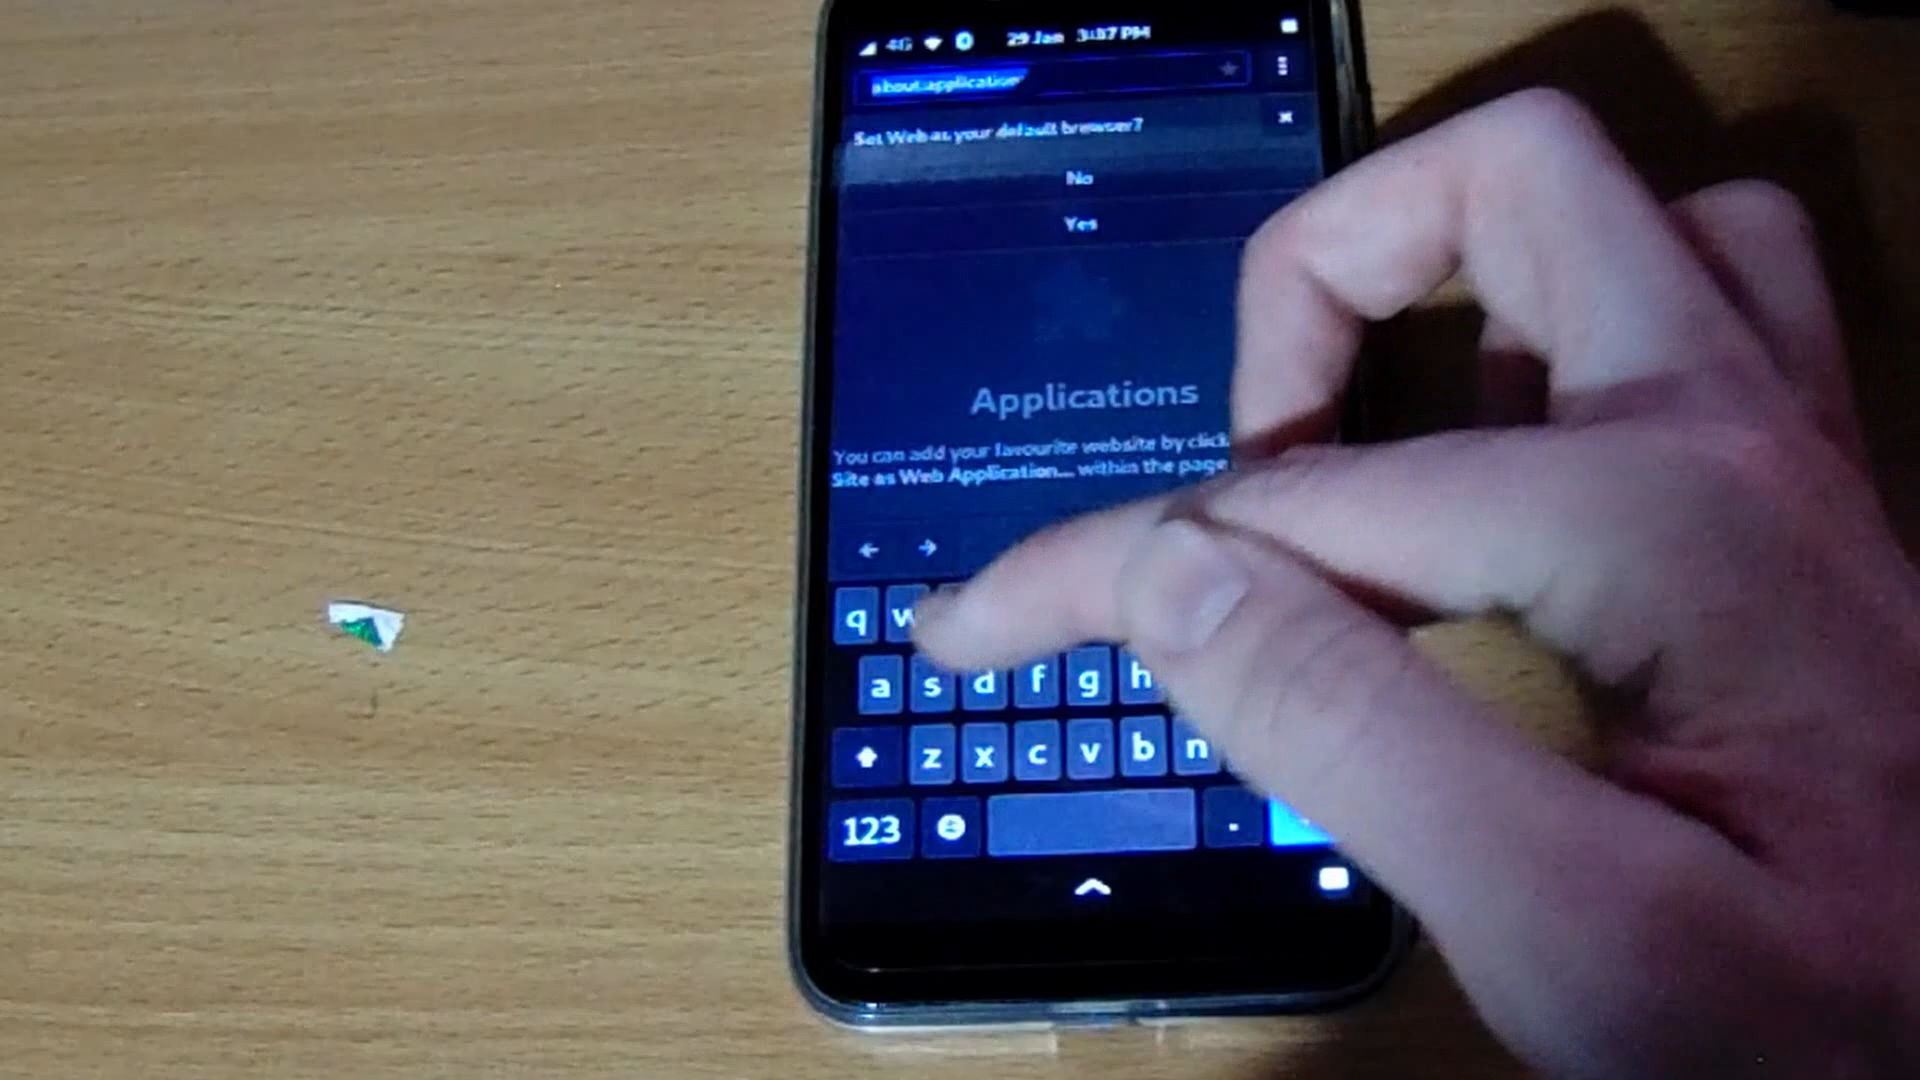 4G 29 Jan 3:37 PM
about:application
Set Web as your default browser?
No
Yes
Applications
You can add your favourite website by click
Site as Web Application... within the page
q w
a s d f g h
z x c v b n
123 .